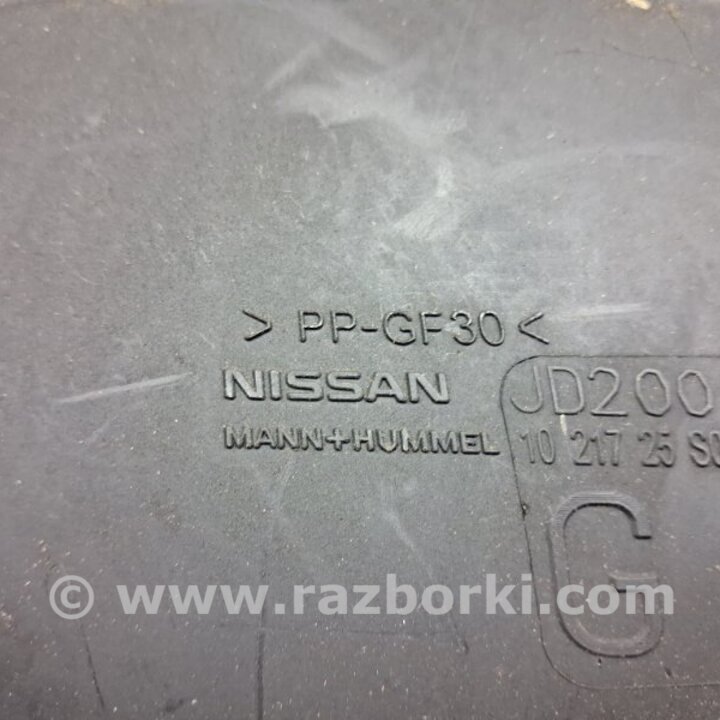 > PP-GF30 <
NISSAN JD200
MANN+HUMMEL 10 217 25
G
© www.razborki.com